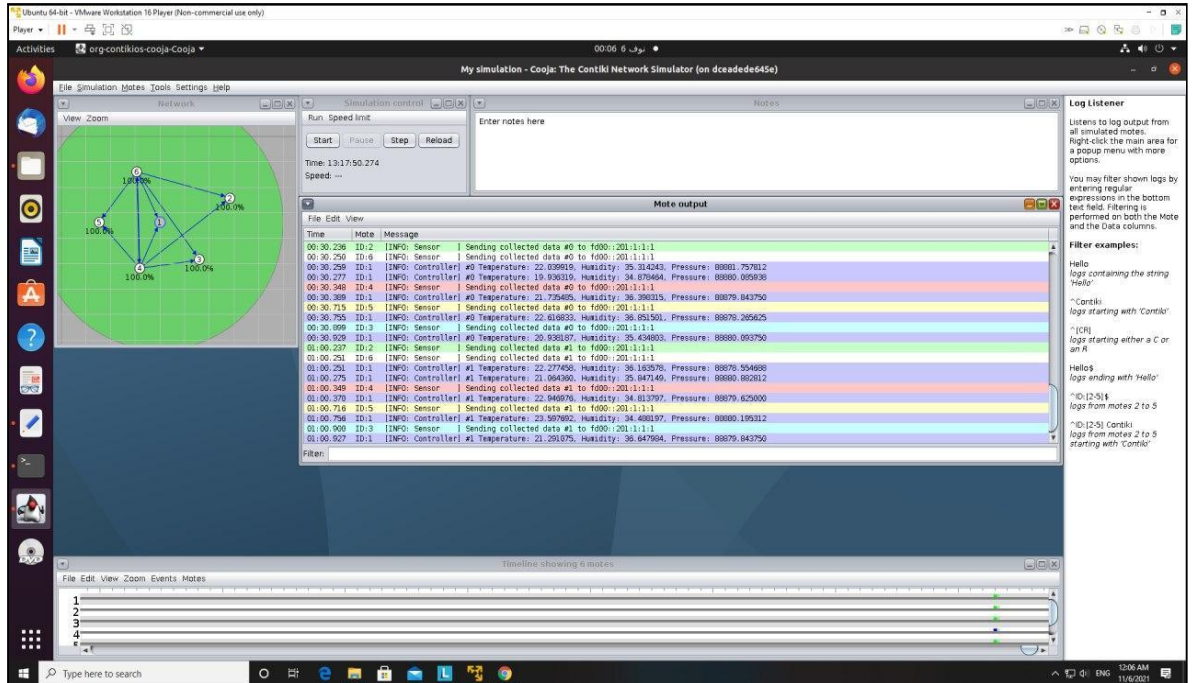 Ubuntu 64-bit - VMware Workstation 16 Player (Non-commercial use only)
Player
Activities org-contikios-cooja-Cooja 00:06 6 نوف
My simulation - Cooja: The Contiki Network Simulator (on dceadede645e)
File Simulation Motes Tools Settings Help
Network
View Zoom
6
100.0%
2
100.0%
5
100.0%
1
3
100.0%
4
100.0%
Simulation control
Run Speed limit
Start Pause Step Reload
Time: 13:17:50.274
Speed: ---
Notes
Enter notes here
Mote output
File Edit View
Time Mote Message
00:30.236 ID:2 [INFO: Sensor ] Sending collected data #0 to fd00::201:1:1:1
00:30.250 ID:6 [INFO: Sensor ] Sending collected data #0 to fd00::201:1:1:1
00:30.259 ID:1 [INFO: Controller] #0 Temperature: 22.039919, Humidity: 35.314243, Pressure: 88881.757812
00:30.277 ID:1 [INFO: Controller] #0 Temperature: 19.936319, Humidity: 34.878464, Pressure: 88880.085938
00:30.348 ID:4 [INFO: Sensor ] Sending collected data #0 to fd00::201:1:1:1
00:30.389 ID:1 [INFO: Controller] #0 Temperature: 21.735405, Humidity: 36.390315, Pressure: 88879.843750
00:30.715 ID:5 [INFO: Sensor ] Sending collected data #0 to fd00::201:1:1:1
00:30.755 ID:1 [INFO: Controller] #0 Temperature: 22.616833, Humidity: 36.851501, Pressure: 88878.265625
00:30.899 ID:3 [INFO: Sensor ] Sending collected data #0 to fd00::201:1:1:1
00:30.929 ID:1 [INFO: Controller] #0 Temperature: 20.938187, Humidity: 35.434803, Pressure: 88880.093750
01:00.237 ID:2 [INFO: Sensor ] Sending collected data #1 to fd00::201:1:1:1
01:00.251 ID:6 [INFO: Sensor ] Sending collected data #1 to fd00::201:1:1:1
01:00.251 ID:1 [INFO: Controller] #1 Temperature: 22.277458, Humidity: 36.163578, Pressure: 88878.554688
01:00.275 ID:1 [INFO: Controller] #1 Temperature: 21.064360, Humidity: 35.047149, Pressure: 88880.882812
01:00.349 ID:4 [INFO: Sensor ] Sending collected data #1 to fd00::201:1:1:1
01:00.370 ID:1 [INFO: Controller] #1 Temperature: 22.946976, Humidity: 34.813797, Pressure: 88879.625000
01:00.716 ID:5 [INFO: Sensor ] Sending collected data #1 to fd00::201:1:1:1
01:00.756 ID:1 [INFO: Controller] #1 Temperature: 23.597692, Humidity: 34.488197, Pressure: 88880.195312
01:00.900 ID:3 [INFO: Sensor ] Sending collected data #1 to fd00::201:1:1:1
01:00.927 ID:1 [INFO: Controller] #1 Temperature: 21.291875, Humidity: 36.647984, Pressure: 88879.843750
Filter:
Log Listener
Listens to log output from
all simulated motes.
Right-click the main area for
a popup menu with more
options.
You may filter shown logs by
entering regular
expressions in the bottom
text field. Filtering is
performed on both the Mote
and the Data columns.
Filter examples:
Hello
logs containing the string
'Hello'
^Contiki
logs starting with 'Contiki'
^[CR]
logs starting either a C or
an R
Hello$
logs ending with 'Hello'
^ID:[2-5]$
logs from motes 2 to 5
^ID:[2-5] Contiki
logs from motes 2 to 5
starting with 'Contiki'
Timeline showing 6 motes
File Edit View Zoom Events Motes
1
2
3
4
Type here to search
ENG
12:06 AM
11/6/2021